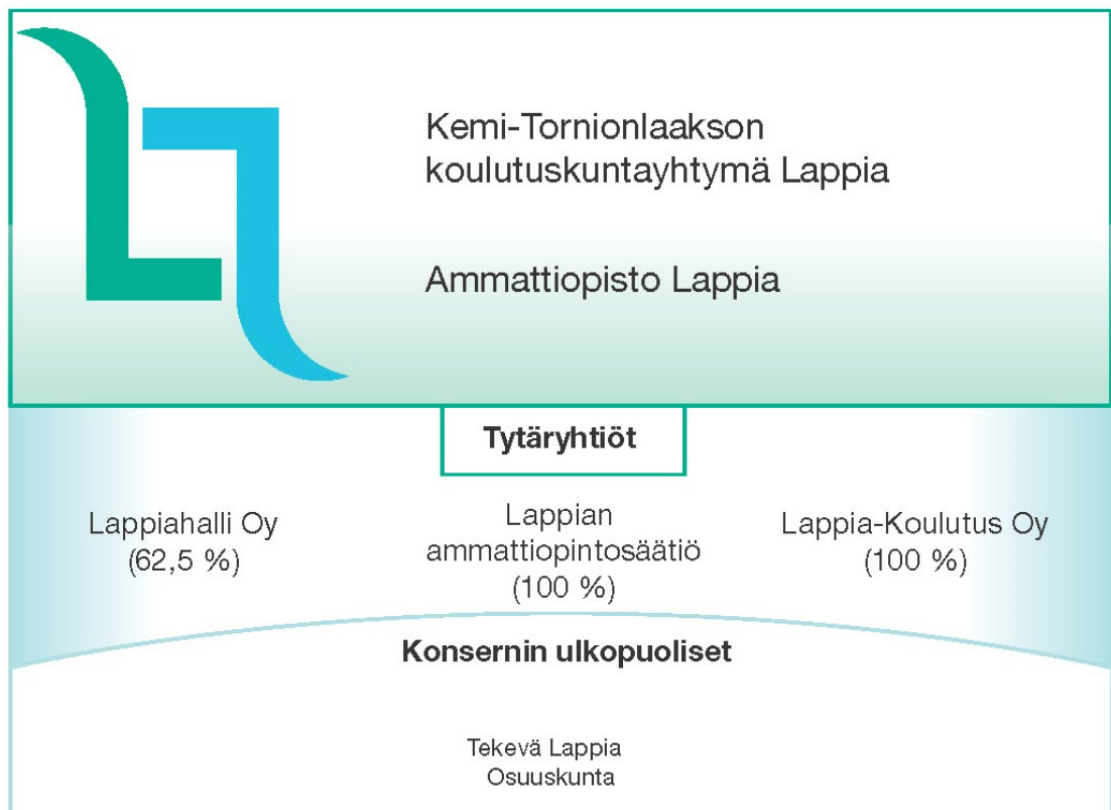 Kemi-Tornionlaakson
koulutuskuntayhtymä Lappia
Ammattiopisto Lappia
Tytäryhtiöt
Lappiahalli Oy
(62,5 %)
Lappian
ammattiopintosäätiö
(100 %)
Lappia-Koulutus Oy
(100 %)
Konsernin ulkopuoliset
Tekevä Lappia
Osuuskunta